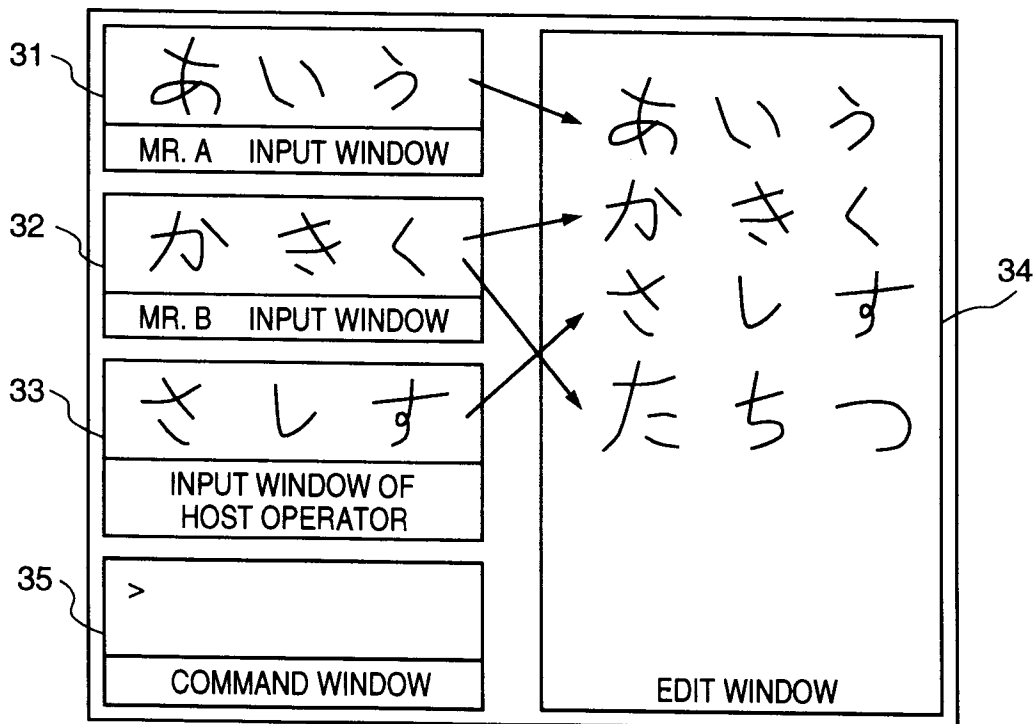 31
あいう
MR. A INPUT WINDOW
32
かきく
MR. B INPUT WINDOW
33
さしす
INPUT WINDOW OF
HOST OPERATOR
35
>
COMMAND WINDOW
あいう
かきく
さしす
たちつ
EDIT WINDOW
34